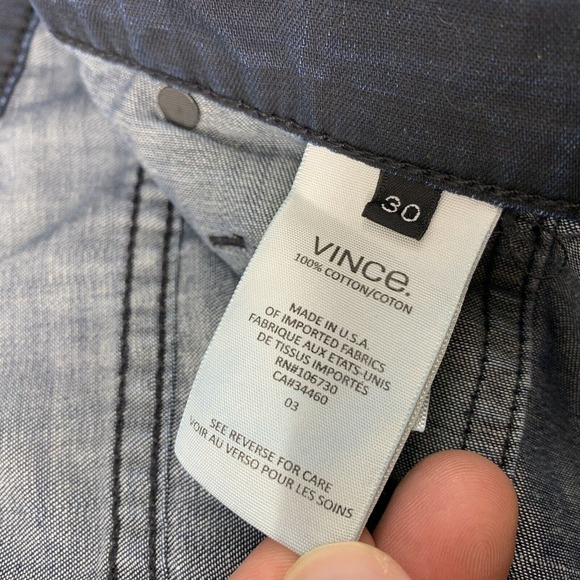 30
VINCe.
100% COTTON/COTON
MADE IN U.S.A.
OF IMPORTED FABRICS
FABRIQUE AUX ETATS-UNIS
DE TISSUS IMPORTÉS
RN#106730
CA#34460
03
SEE REVERSE FOR CARE
VOIR AU VERSO POUR LES SOINS